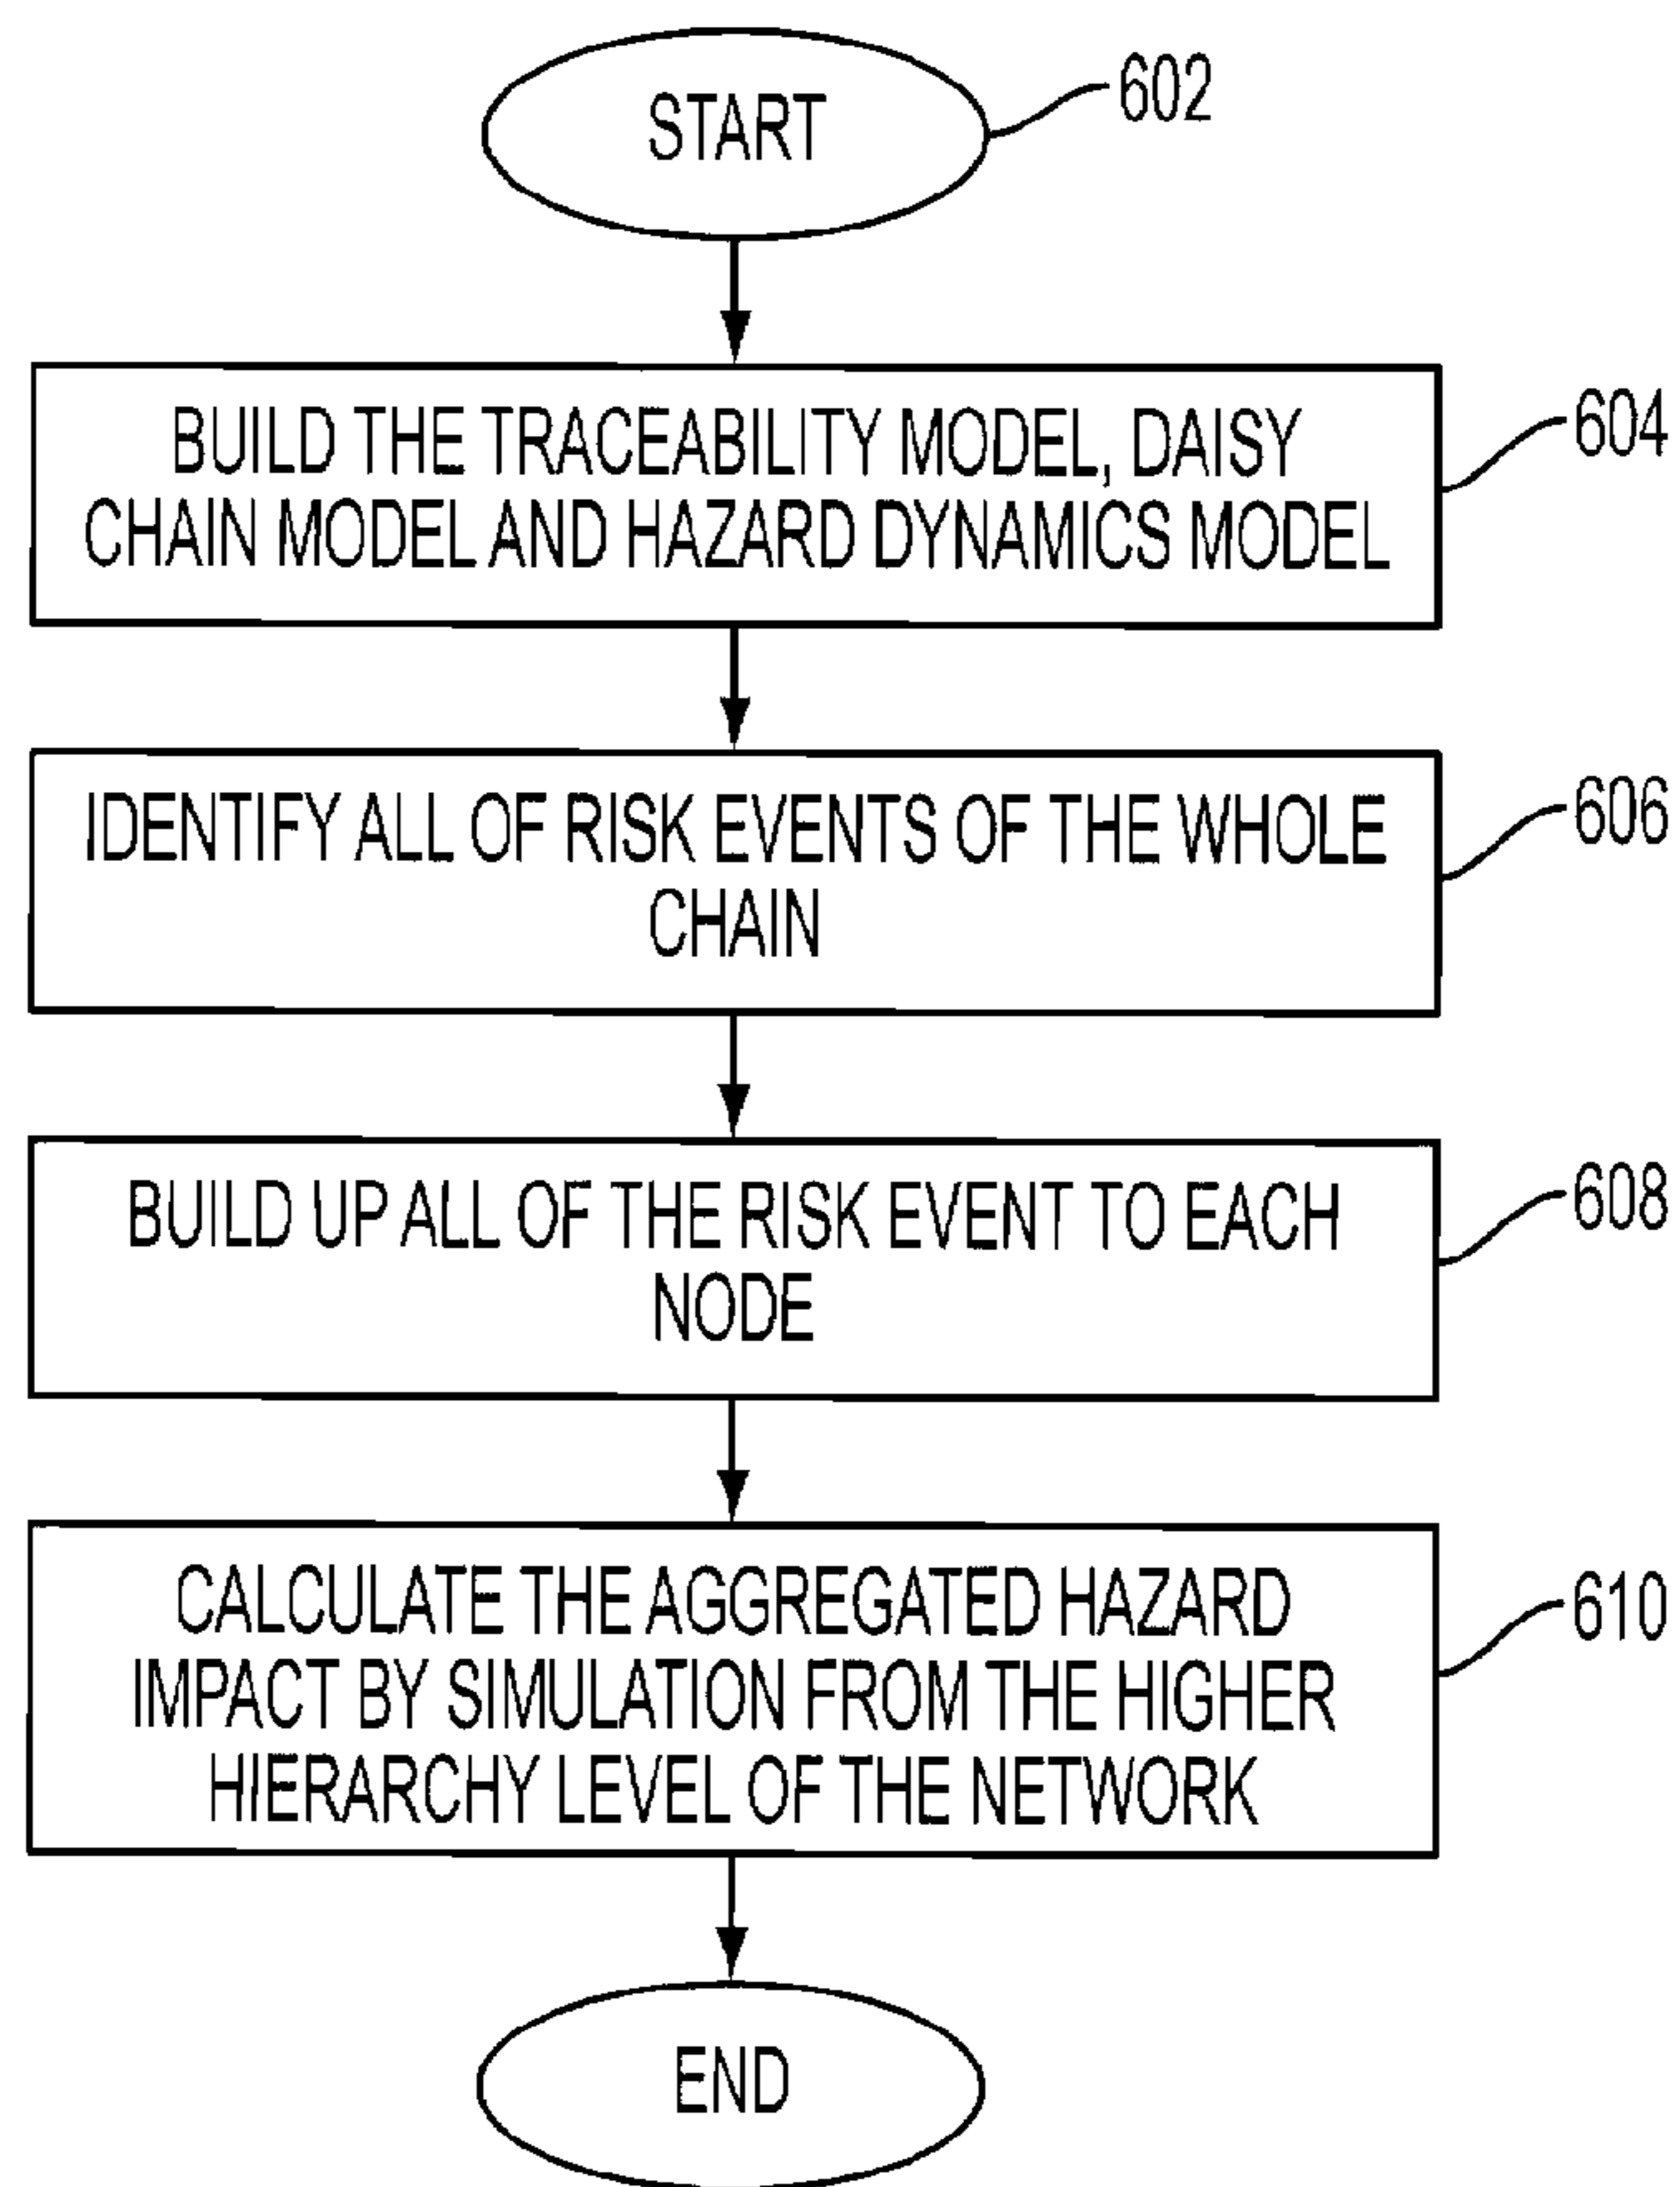 START
602
BUILD THE TRACEABILITY MODEL, DAISY
CHAIN MODEL AND HAZARD DYNAMICS MODEL
604
IDENTIFY ALL OF RISK EVENTS OF THE WHOLE
CHAIN
606
BUILD UP ALL OF THE RISK EVENT TO EACH
NODE
608
CALCULATE THE AGGREGATED HAZARD
IMPACT BY SIMULATION FROM THE HIGHER
HIERARCHY LEVEL OF THE NETWORK
610
END